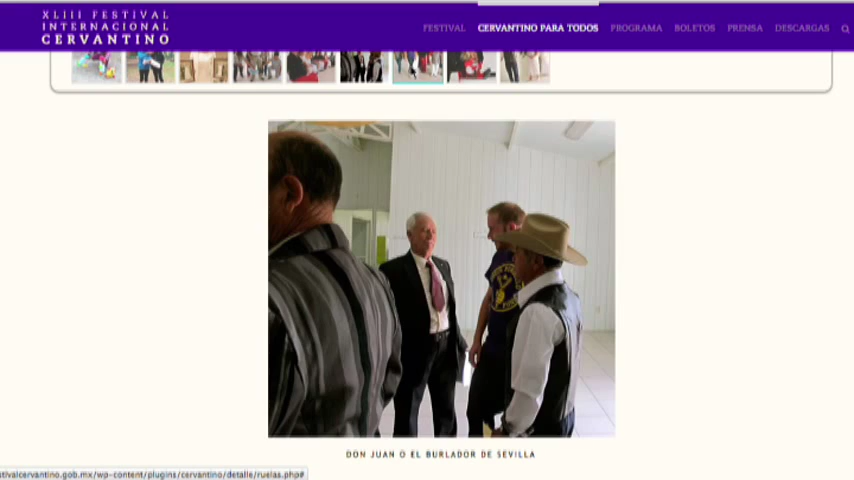 XLIII FESTIVAL
INTERNACIONAL
CERVANTINO
FESTIVAL CERVANTINO PARA TODOS PROGRAMA BOLETOS PRENSA DESCARGAS
DON JUAN O EL BURLADOR DE SEVILLA
stivalcervantino.gob.mx/wp-content/plugins/cervantino/detalle/ruelas.php#